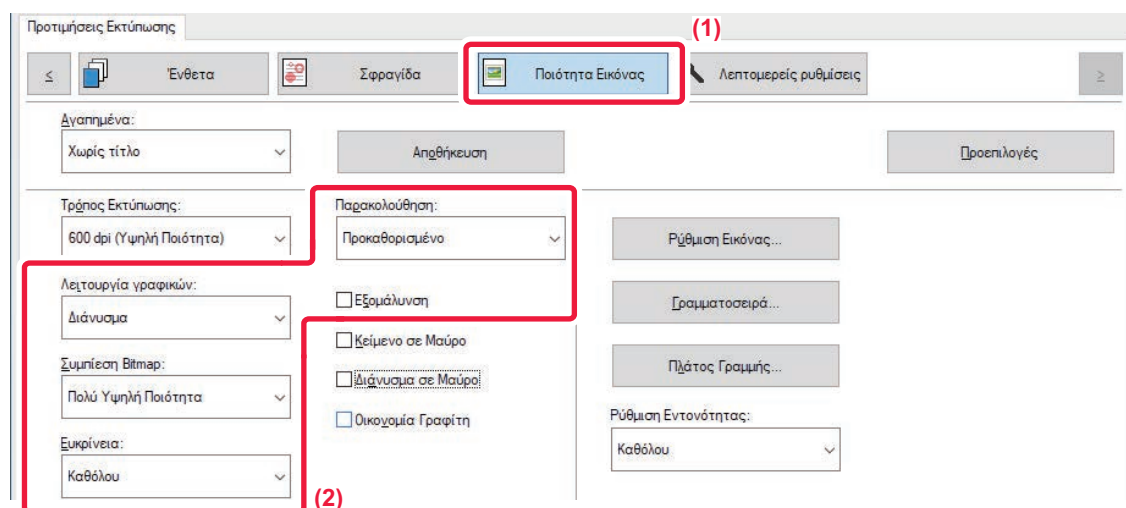 Προτιμήσεις Εκτύπωσης
(1)
≤ Ένθετα Σφραγίδα Ποιότητα Εικόνας Λεπτομερείς ρυθμίσεις ≥
Αγαπημένα:
Χωρίς τίτλο Αποθήκευση Προεπιλογές
Τρόπος Εκτύπωσης: Παρακολούθηση:
600 dpi (Υψηλή Ποιότητα) Προκαθορισμένο Ρύθμιση Εικόνας...
Λειτουργία γραφικών: Εξομάλυνση Γραμματοσειρά...
Διάνυσμα
Κείμενο σε Μαύρο
Συμπίεση Bitmap: Διάνυσμα σε Μαύρο Πλάτος Γραμμής...
Πολύ Υψηλή Ποιότητα
Οικονομία Γραφίτη Ρύθμιση Εντονότητας:
Ευκρίνεια:
Καθόλου Καθόλου
(2)